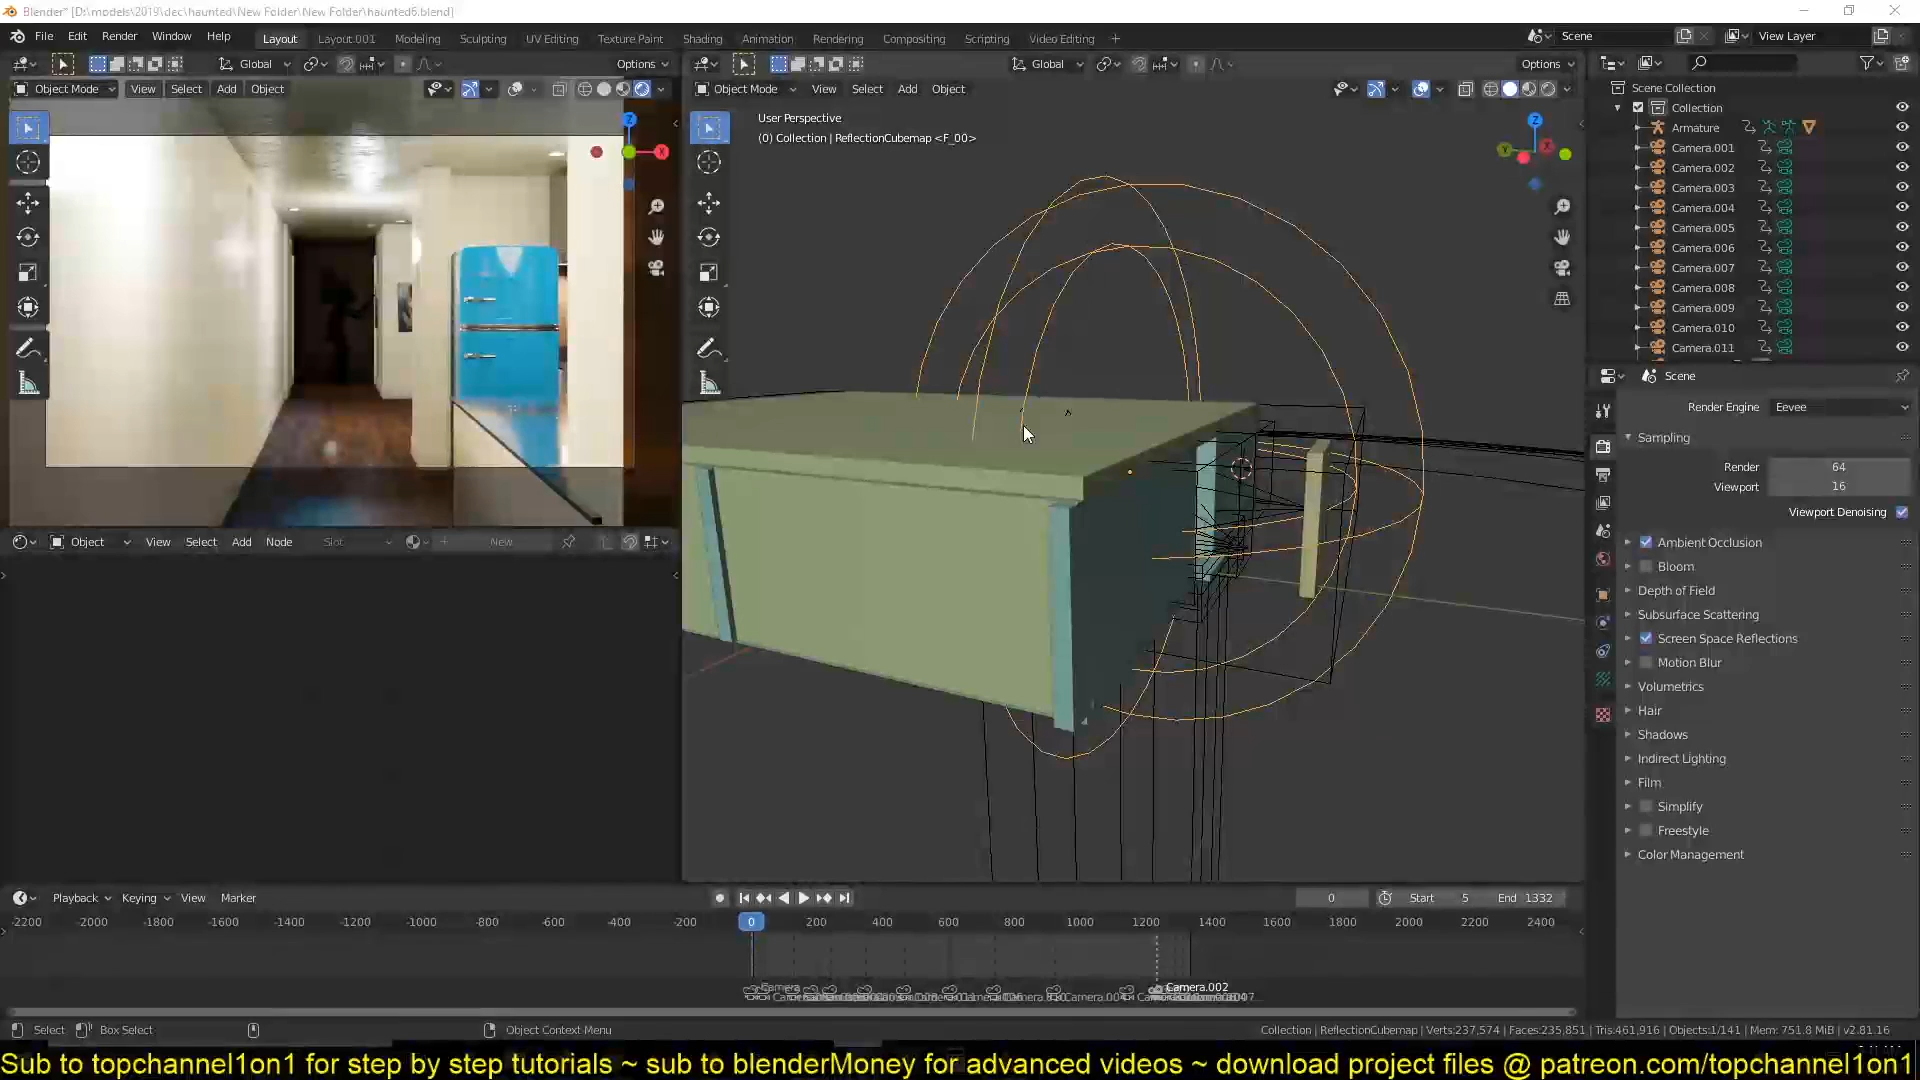 Blender* [D:\models\2019\dec\haunted\New Folder\New Folder\haunted6.blend]
File Edit Render Window Help Layout Layout.001 Modeling Sculpting UV Editing Texture Paint Shading Animation Rendering Compositing Scripting Video Editing + Scene View Layer
Global Options Global Options
Object Mode View Select Add Object
Object Mode View Select Add Object
User Perspective
(0) Collection | ReflectionCubemap <F_00>
Scene Collection
Collection
Armature
Camera.001
Camera.002
Camera.003
Camera.004
Camera.005
Camera.006
Camera.007
Camera.008
Camera.009
Camera.010
Camera.011
Scene
Render Engine Eevee
Sampling
Render 64
Viewport 16
Viewport Denoising
Ambient Occlusion
Bloom
Depth of Field
Subsurface Scattering
Screen Space Reflections
Motion Blur
Volumetrics
Hair
Shadows
Indirect Lighting
Film
Simplify
Freestyle
Color Management
Object View Select Add Node Slot New
Playback Keying View Marker 0 Start 5 End 1332
-2200 -2000 -1800 -1600 -1400 -1200 -1000 -800 -600 -400 -200 0 200 400 600 800 1000 1200 1400 1600 1800 2000 2200 2400
Camera.002
Select Box Select Object Context Menu
Collection | ReflectionCubemap | Verts:237,574 | Faces:235,851 | Tris:461,916 | Objects:1/141 | Mem: 751.8 MiB | v2.81.16
Sub to topchannel1on1 for step by step tutorials ~ sub to blenderMoney for advanced videos ~ download project files @ patreon.com/topchannel1on1